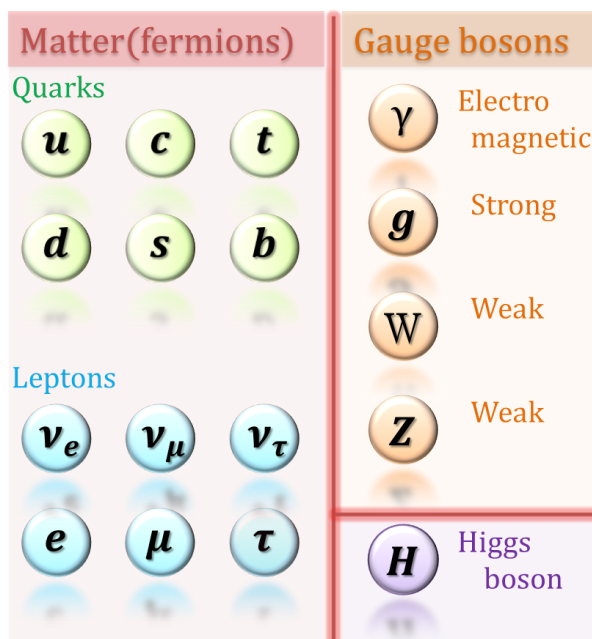 Matter(fermions)
Quarks
u c t
d s b
Leptons
νe νμ ντ
e μ τ
Gauge bosons
γ Electro
magnetic
g Strong
W Weak
Z Weak
H Higgs
boson